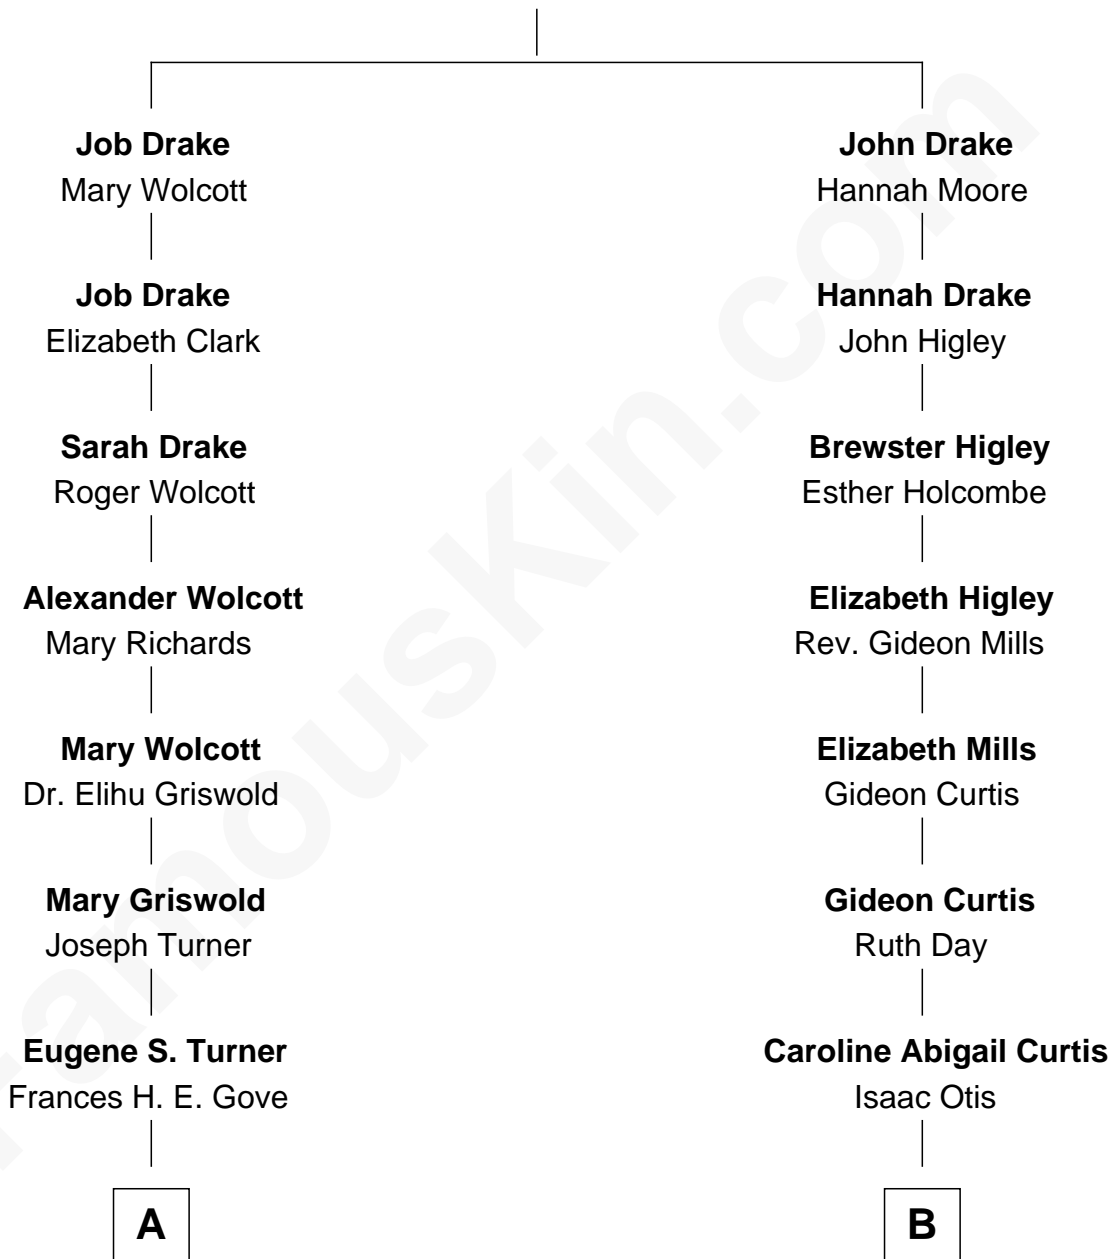 Job Drake
Mary Wolcott
Job Drake
Elizabeth Clark
Sarah Drake
Roger Wolcott
Alexander Wolcott
Mary Richards
Mary Wolcott
Dr. Elihu Griswold
Mary Griswold
Joseph Turner
Eugene S. Turner
Frances H. E. Gove
A
John Drake
Hannah Moore
Hannah Drake
John Higley
Brewster Higley
Esther Holcombe
Elizabeth Higley
Rev. Gideon Mills
Elizabeth Mills
Gideon Curtis
Gideon Curtis
Ruth Day
Caroline Abigail Curtis
Isaac Otis
B
FamousKin.com